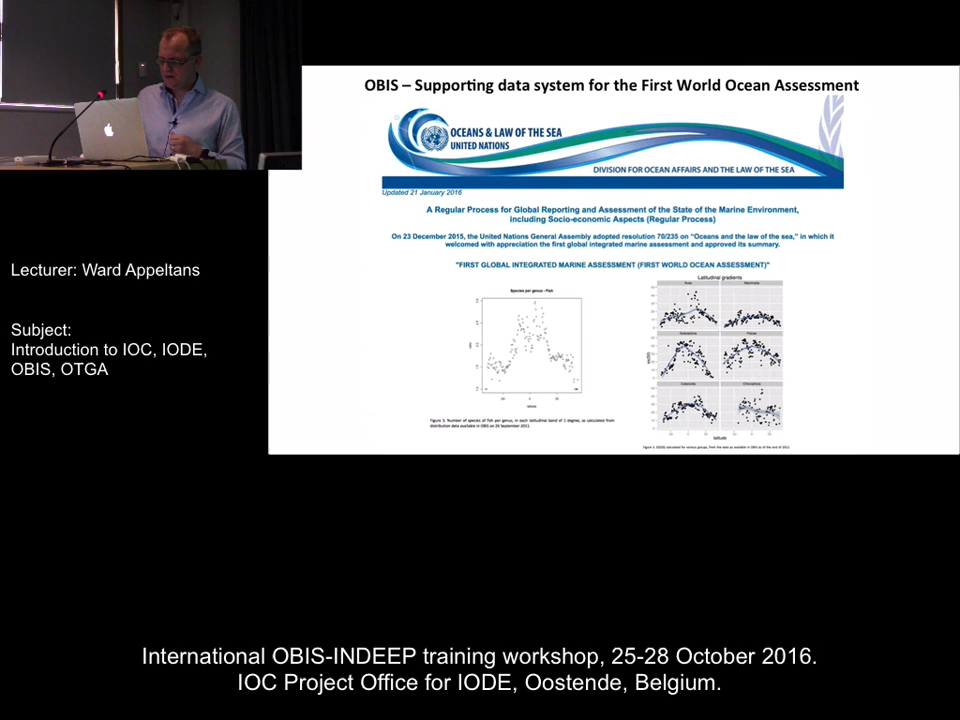 OBIS – Supporting data system for the First World Ocean Assessment
OCEANS & LAW OF THE SEA
UNITED NATIONS
DIVISION FOR OCEAN AFFAIRS AND THE LAW OF THE SEA
Updated 21 January 2016
A Regular Process for Global Reporting and Assessment of the State of the Marine Environment,
including Socio-economic Aspects (Regular Process)
On 23 December 2015, the United Nations General Assembly adopted resolution 70/235 on "Oceans and the law of the sea," in which it
welcomed with appreciation the first global integrated marine assessment and approved its summary.
"FIRST GLOBAL INTEGRATED MARINE ASSESSMENT (FIRST WORLD OCEAN ASSESSMENT)"
Species per genus - Fish
latitude
Latitudinal gradients
latitude
Lecturer: Ward Appeltans
Subject:
Introduction to IOC, IODE,
OBIS, OTGA
International OBIS-INDEEP training workshop, 25-28 October 2016.
IOC Project Office for IODE, Oostende, Belgium.